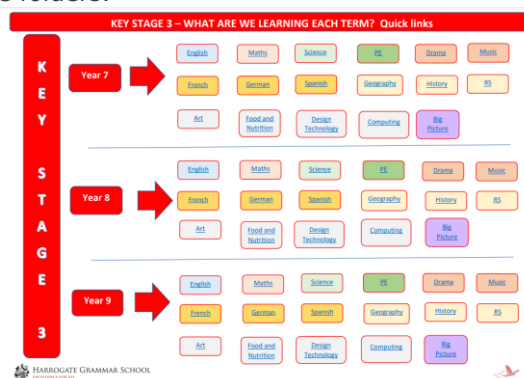 folders.
KEY STAGE 3 – WHAT ARE WE LEARNING EACH TERM? Quick links
KEY STAGE 3
Year 7
English Maths Science PE Drama Music
French German Spanish Geography History RS
Art Food and Nutrition Design Technology Computing Big Picture
Year 8
English Maths Science PE Drama Music
French German Spanish Geography History RS
Art Food and Nutrition Design Technology Computing Big Picture
Year 9
English Maths Science PE Drama Music
French German Spanish Geography History RS
Art Food and Nutrition Design Technology Computing Big Picture
HARROGATE GRAMMAR SCHOOL